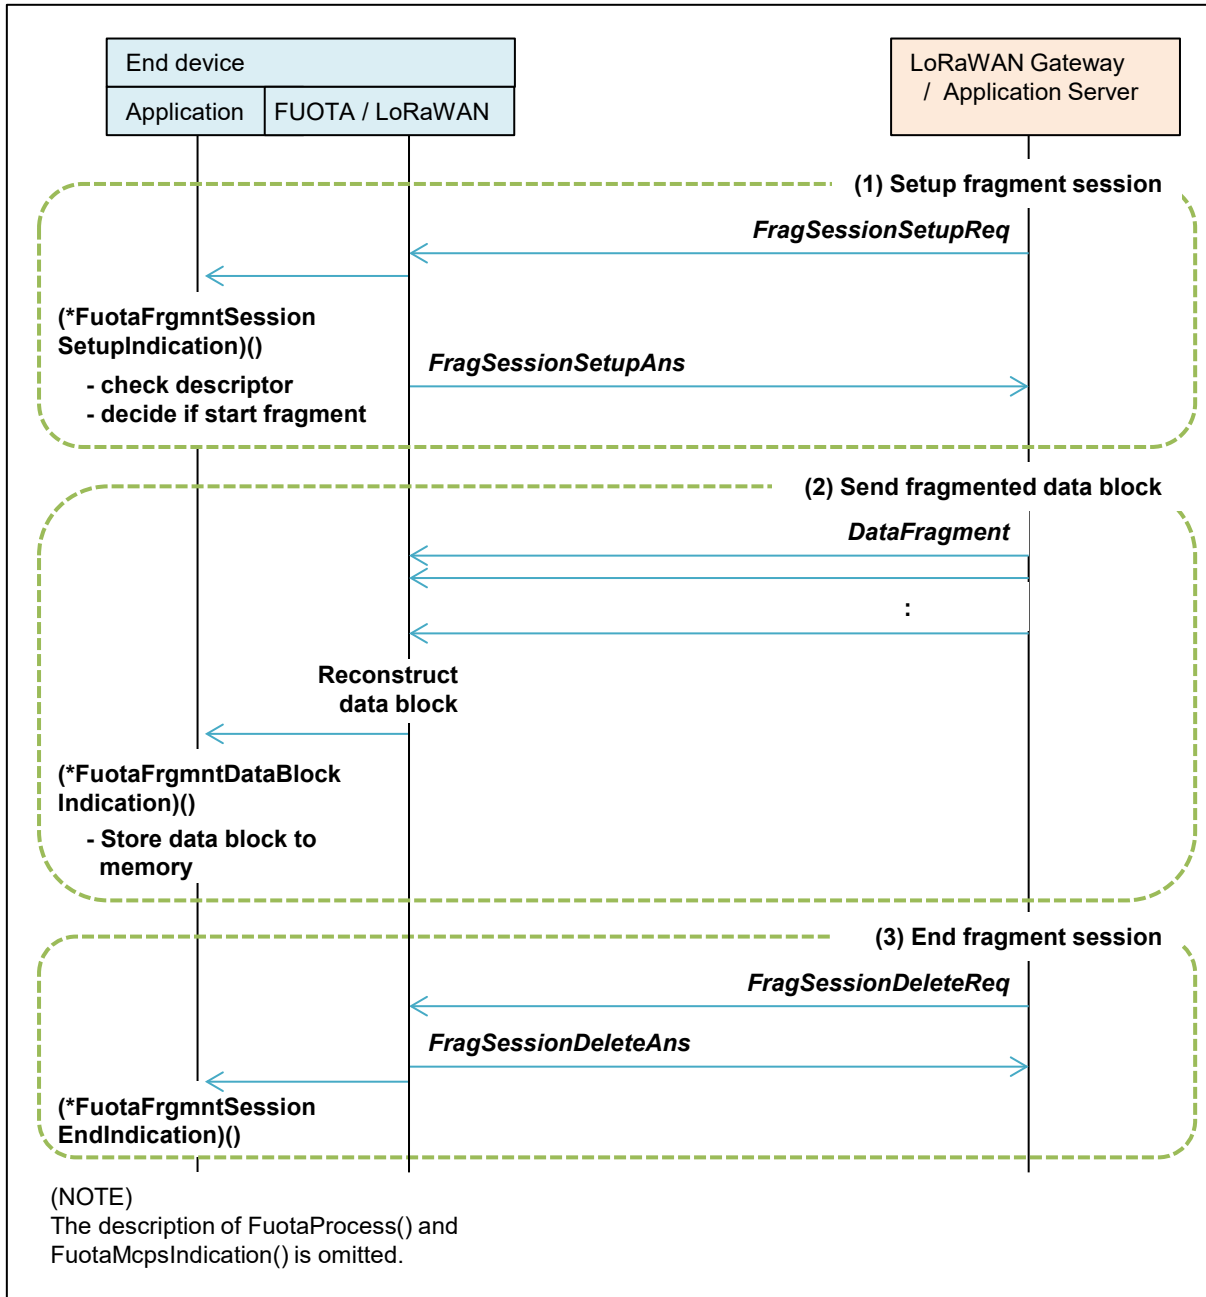 End device
Application
FUOTA / LoRaWAN
LoRaWAN Gateway
/ Application Server
(1) Setup fragment session
FragSessionSetupReq
(*FuotaFrgmntSession
SetupIndication)()
- check descriptor
- decide if start fragment
FragSessionSetupAns
(2) Send fragmented data block
DataFragment
:
Reconstruct
data block
(*FuotaFrgmntDataBlock
Indication)()
- Store data block to
memory
(3) End fragment session
FragSessionDeleteReq
FragSessionDeleteAns
(*FuotaFrgmntSession
EndIndication)()
(NOTE)
The description of FuotaProcess() and
FuotaMcpsIndication() is omitted.